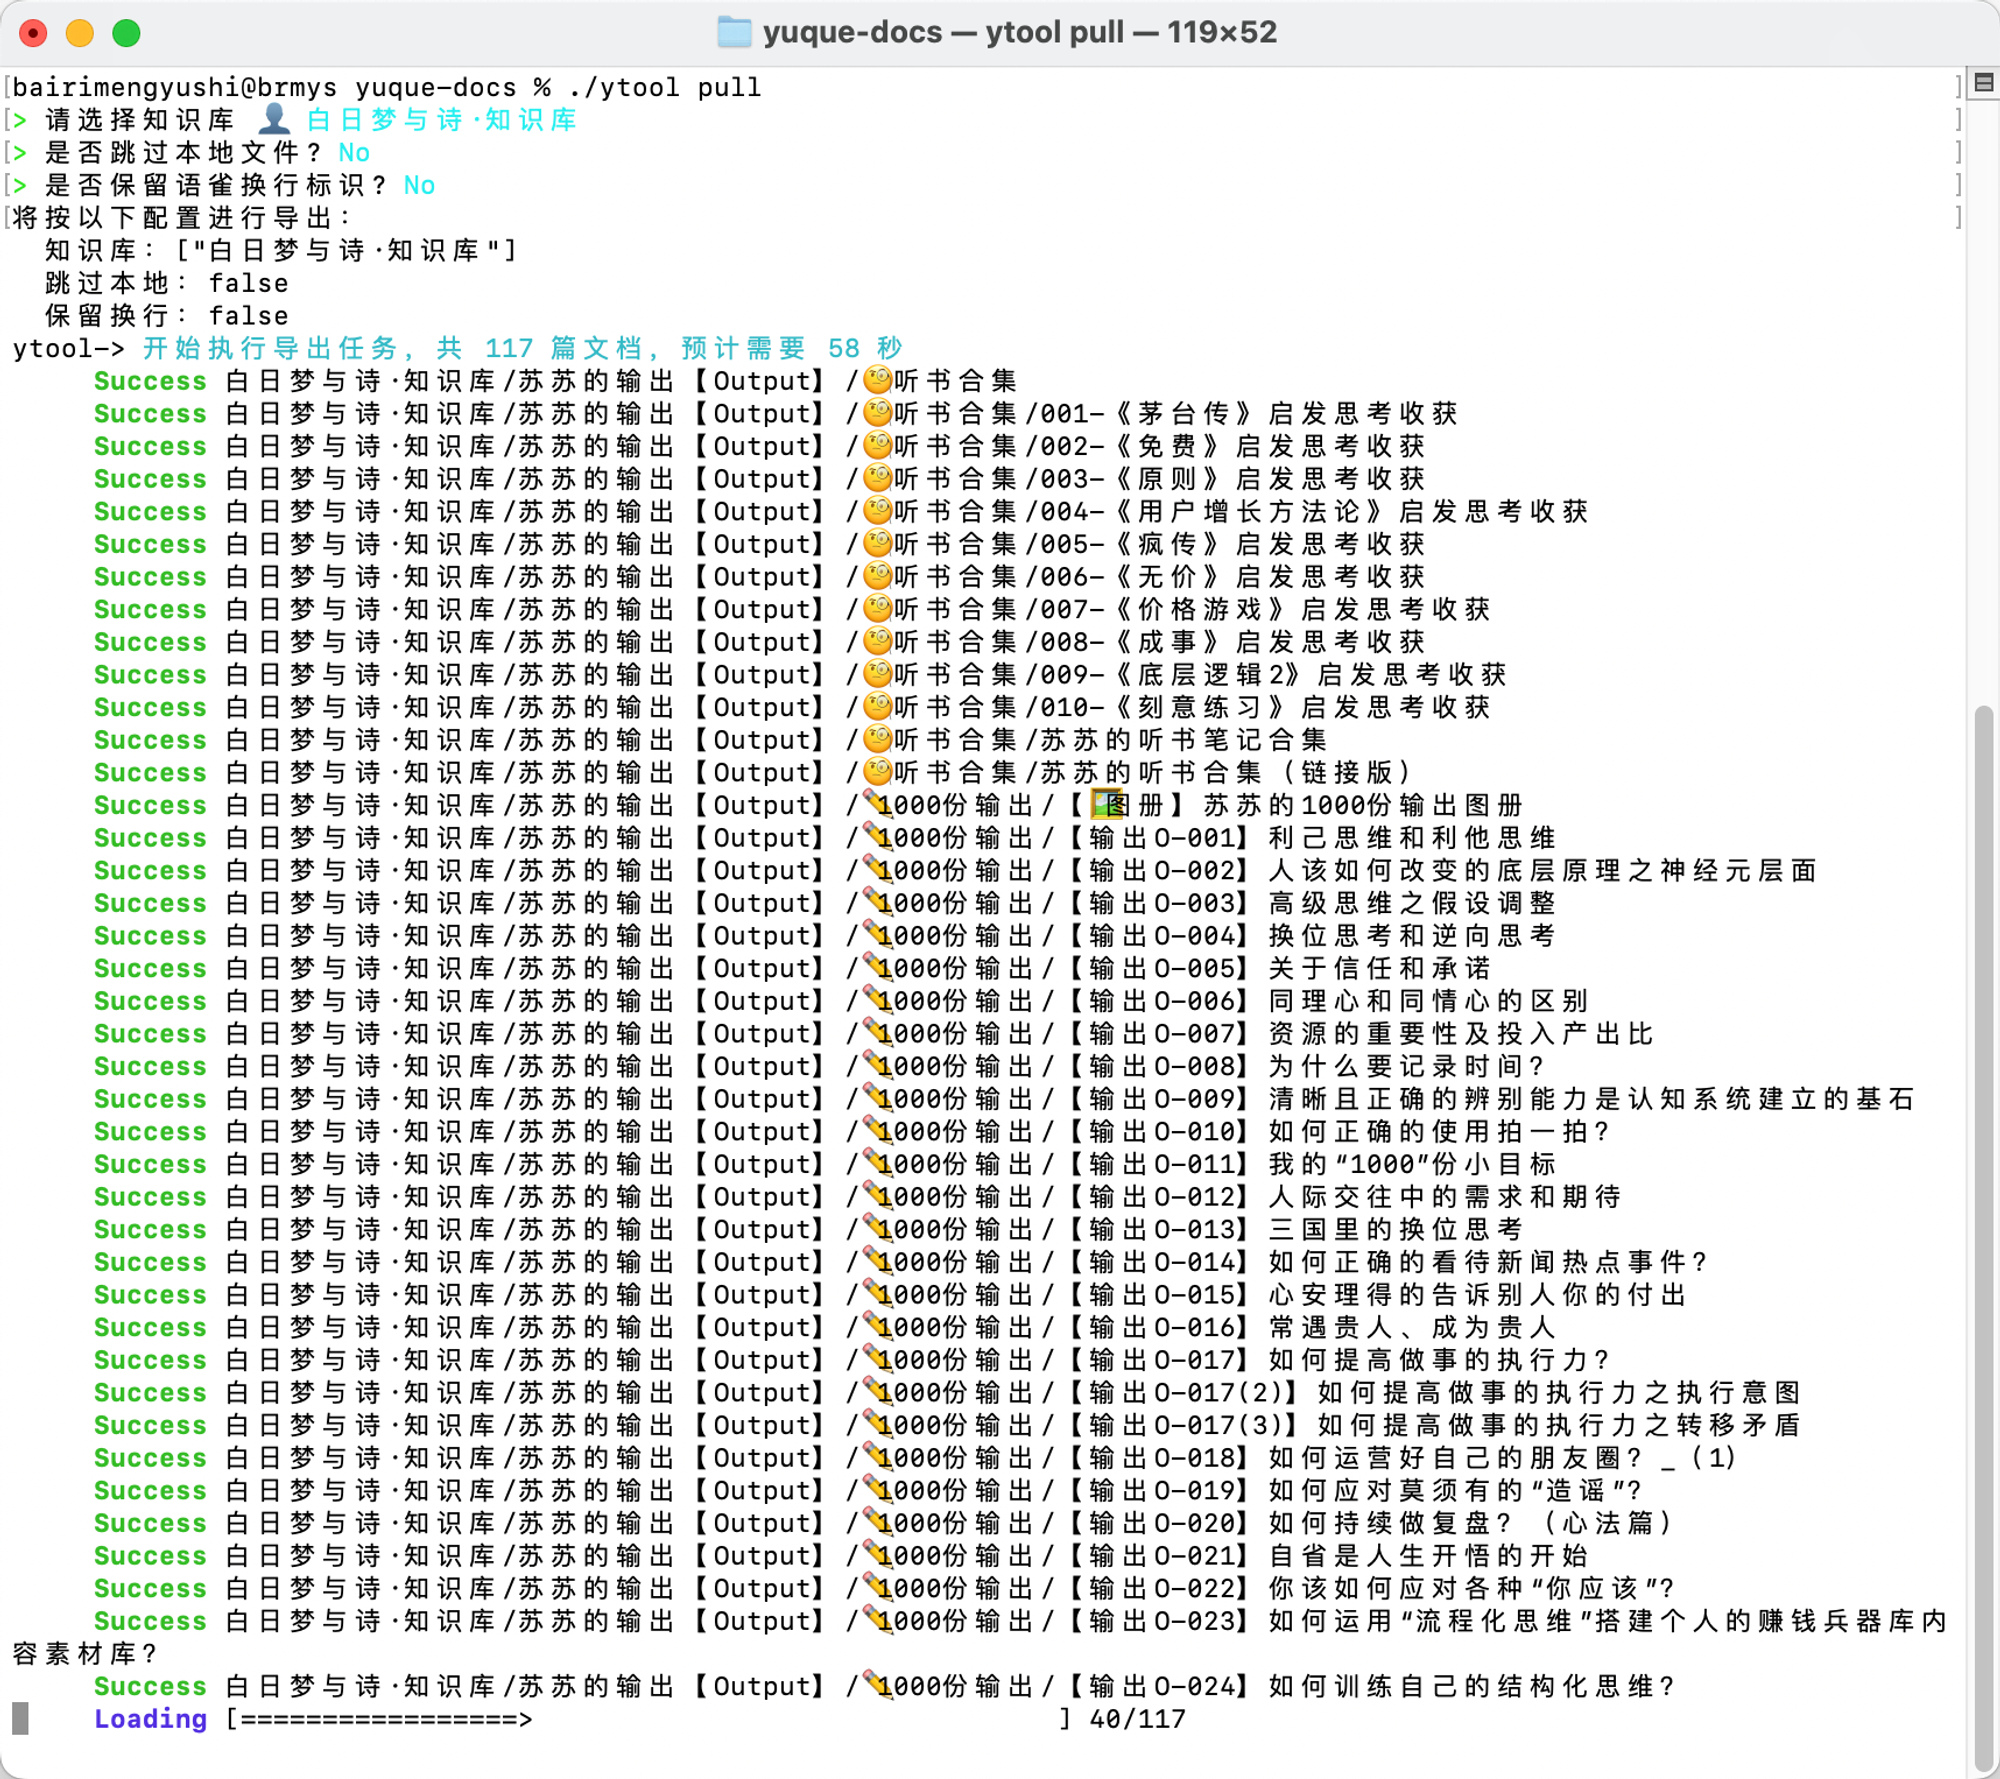 yuque-docs — ytool pull — 119×52
[bairimengyushi@brmys yuque-docs % ./ytool pull ]
[> 请选择知识库 👤 白日梦与诗·知识库 ]
[> 是否跳过本地文件? No ]
[> 是否保留语雀换行标识? No ]
[将按以下配置进行导出: ]
知识库: ["白日梦与诗·知识库"]
跳过本地: false
保留换行: false
ytool-> 开始执行导出任务, 共 117 篇文档, 预计需要 58 秒
Success 白日梦与诗·知识库/苏苏的输出【Output】/🧐听书合集
Success 白日梦与诗·知识库/苏苏的输出【Output】/🧐听书合集/001-《茅台传》启发思考收获
Success 白日梦与诗·知识库/苏苏的输出【Output】/🧐听书合集/002-《免费》启发思考收获
Success 白日梦与诗·知识库/苏苏的输出【Output】/🧐听书合集/003-《原则》启发思考收获
Success 白日梦与诗·知识库/苏苏的输出【Output】/🧐听书合集/004-《用户增长方法论》启发思考收获
Success 白日梦与诗·知识库/苏苏的输出【Output】/🧐听书合集/005-《疯传》启发思考收获
Success 白日梦与诗·知识库/苏苏的输出【Output】/🧐听书合集/006-《无价》启发思考收获
Success 白日梦与诗·知识库/苏苏的输出【Output】/🧐听书合集/007-《价格游戏》启发思考收获
Success 白日梦与诗·知识库/苏苏的输出【Output】/🧐听书合集/008-《成事》启发思考收获
Success 白日梦与诗·知识库/苏苏的输出【Output】/🧐听书合集/009-《底层逻辑2》启发思考收获
Success 白日梦与诗·知识库/苏苏的输出【Output】/🧐听书合集/010-《刻意练习》启发思考收获
Success 白日梦与诗·知识库/苏苏的输出【Output】/🧐听书合集/苏苏的听书笔记合集
Success 白日梦与诗·知识库/苏苏的输出【Output】/🧐听书合集/苏苏的听书合集（链接版）
Success 白日梦与诗·知识库/苏苏的输出【Output】/✏️1000份输出/【🖼️图册】苏苏的1000份输出图册
Success 白日梦与诗·知识库/苏苏的输出【Output】/✏️1000份输出/【输出O-001】利己思维和利他思维
Success 白日梦与诗·知识库/苏苏的输出【Output】/✏️1000份输出/【输出O-002】人该如何改变的底层原理之神经元层面
Success 白日梦与诗·知识库/苏苏的输出【Output】/✏️1000份输出/【输出O-003】高级思维之假设调整
Success 白日梦与诗·知识库/苏苏的输出【Output】/✏️1000份输出/【输出O-004】换位思考和逆向思考
Success 白日梦与诗·知识库/苏苏的输出【Output】/✏️1000份输出/【输出O-005】关于信任和承诺
Success 白日梦与诗·知识库/苏苏的输出【Output】/✏️1000份输出/【输出O-006】同理心和同情心的区别
Success 白日梦与诗·知识库/苏苏的输出【Output】/✏️1000份输出/【输出O-007】资源的重要性及投入产出比
Success 白日梦与诗·知识库/苏苏的输出【Output】/✏️1000份输出/【输出O-008】为什么要记录时间?
Success 白日梦与诗·知识库/苏苏的输出【Output】/✏️1000份输出/【输出O-009】清晰且正确的辨别能力是认知系统建立的基石
Success 白日梦与诗·知识库/苏苏的输出【Output】/✏️1000份输出/【输出O-010】如何正确的使用拍一拍?
Success 白日梦与诗·知识库/苏苏的输出【Output】/✏️1000份输出/【输出O-011】我的“1000”份小目标
Success 白日梦与诗·知识库/苏苏的输出【Output】/✏️1000份输出/【输出O-012】人际交往中的需求和期待
Success 白日梦与诗·知识库/苏苏的输出【Output】/✏️1000份输出/【输出O-013】三国里的换位思考
Success 白日梦与诗·知识库/苏苏的输出【Output】/✏️1000份输出/【输出O-014】如何正确的看待新闻热点事件?
Success 白日梦与诗·知识库/苏苏的输出【Output】/✏️1000份输出/【输出O-015】心安理得的告诉别人你的付出
Success 白日梦与诗·知识库/苏苏的输出【Output】/✏️1000份输出/【输出O-016】常遇贵人、成为贵人
Success 白日梦与诗·知识库/苏苏的输出【Output】/✏️1000份输出/【输出O-017】如何提高做事的执行力?
Success 白日梦与诗·知识库/苏苏的输出【Output】/✏️1000份输出/【输出O-017(2)】如何提高做事的执行力之执行意图
Success 白日梦与诗·知识库/苏苏的输出【Output】/✏️1000份输出/【输出O-017(3)】如何提高做事的执行力之转移矛盾
Success 白日梦与诗·知识库/苏苏的输出【Output】/✏️1000份输出/【输出O-018】如何运营好自己的朋友圈? _（1）
Success 白日梦与诗·知识库/苏苏的输出【Output】/✏️1000份输出/【输出O-019】如何应对莫须有的“造谣”?
Success 白日梦与诗·知识库/苏苏的输出【Output】/✏️1000份输出/【输出O-020】如何持续做复盘? （心法篇）
Success 白日梦与诗·知识库/苏苏的输出【Output】/✏️1000份输出/【输出O-021】自省是人生开悟的开始
Success 白日梦与诗·知识库/苏苏的输出【Output】/✏️1000份输出/【输出O-022】你该如何应对各种“你应该”?
Success 白日梦与诗·知识库/苏苏的输出【Output】/✏️1000份输出/【输出O-023】如何运用“流程化思维”搭建个人的赚钱兵器库内
容素材库?
Success 白日梦与诗·知识库/苏苏的输出【Output】/✏️1000份输出/【输出O-024】如何训练自己的结构化思维?
Loading [=================> ] 40/117